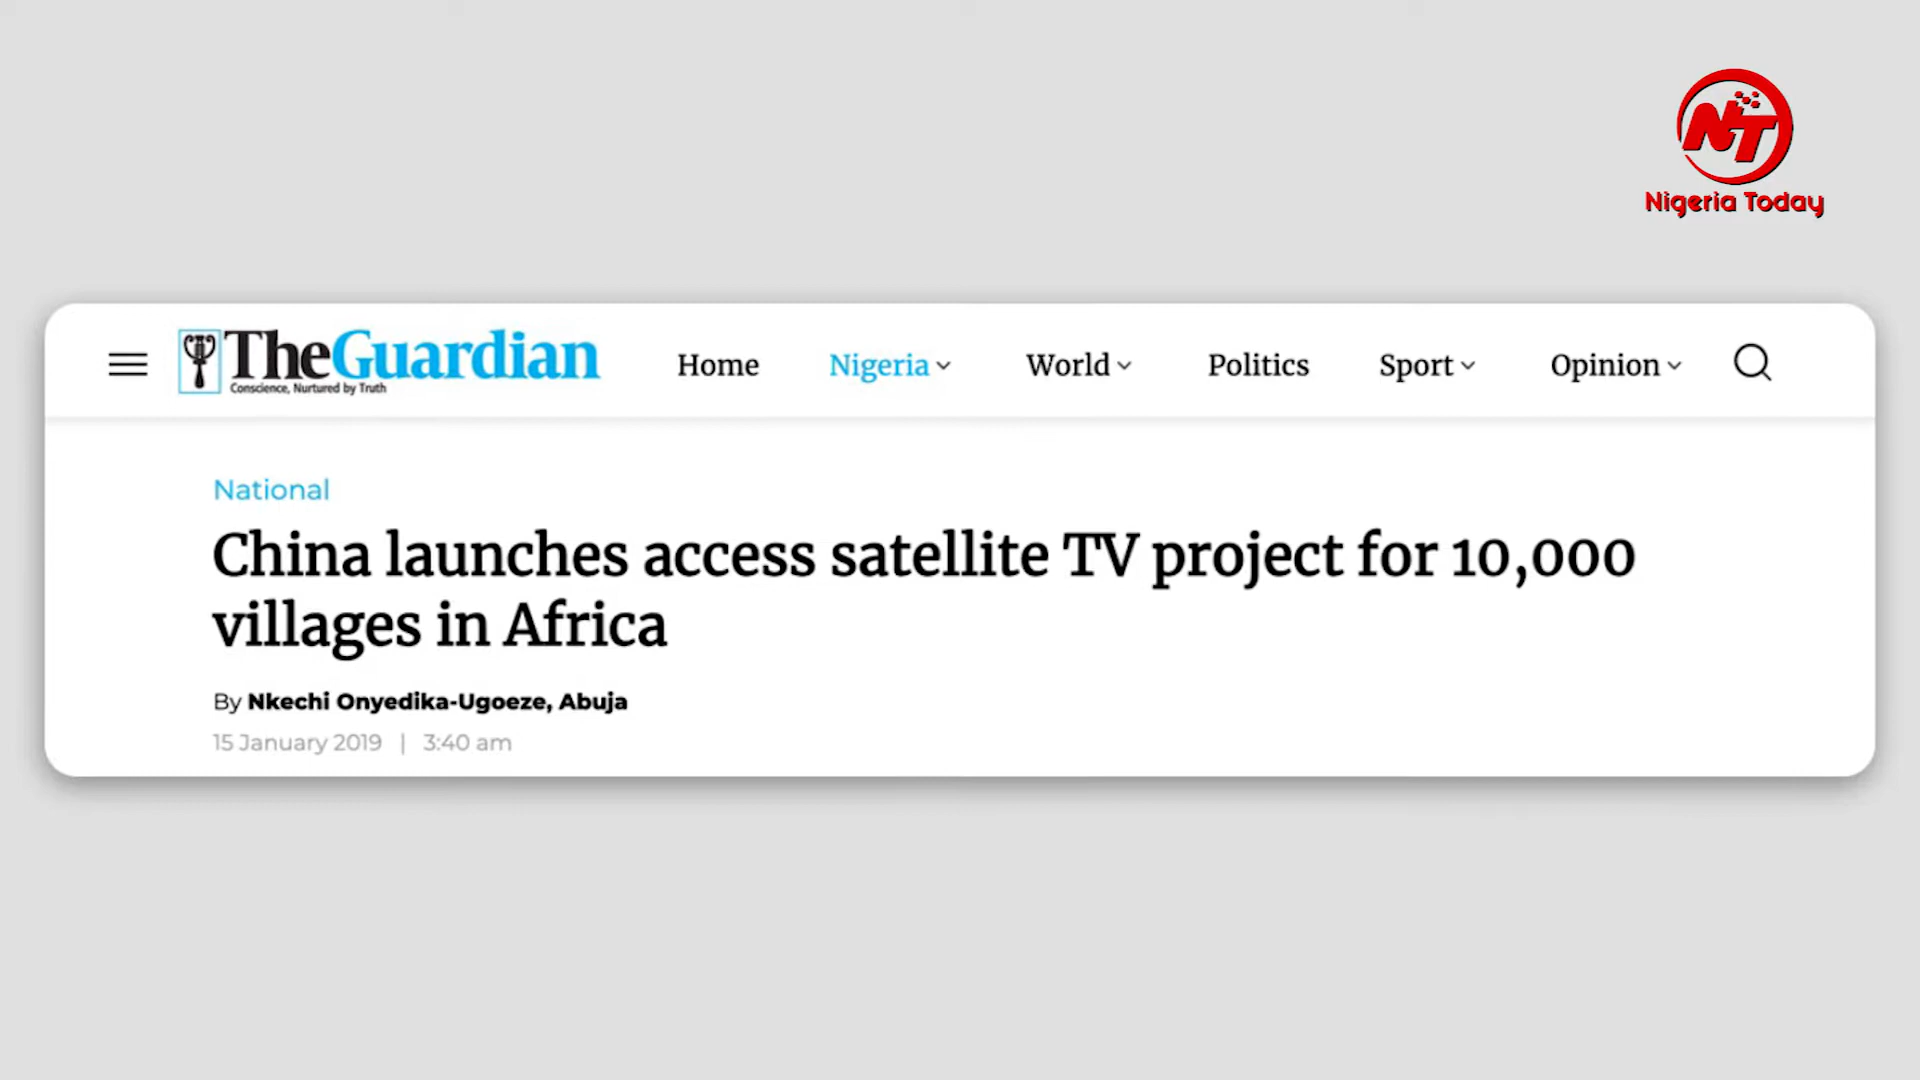 NT
Nigeria Today
TheGuardian
Conscience, Nurtured by Truth
Home Nigeria World Politics Sport Opinion
National
China launches access satellite TV project for 10,000
villages in Africa
By Nkechi Onyedika-Ugoeze, Abuja
15 January 2019 | 3:40 am